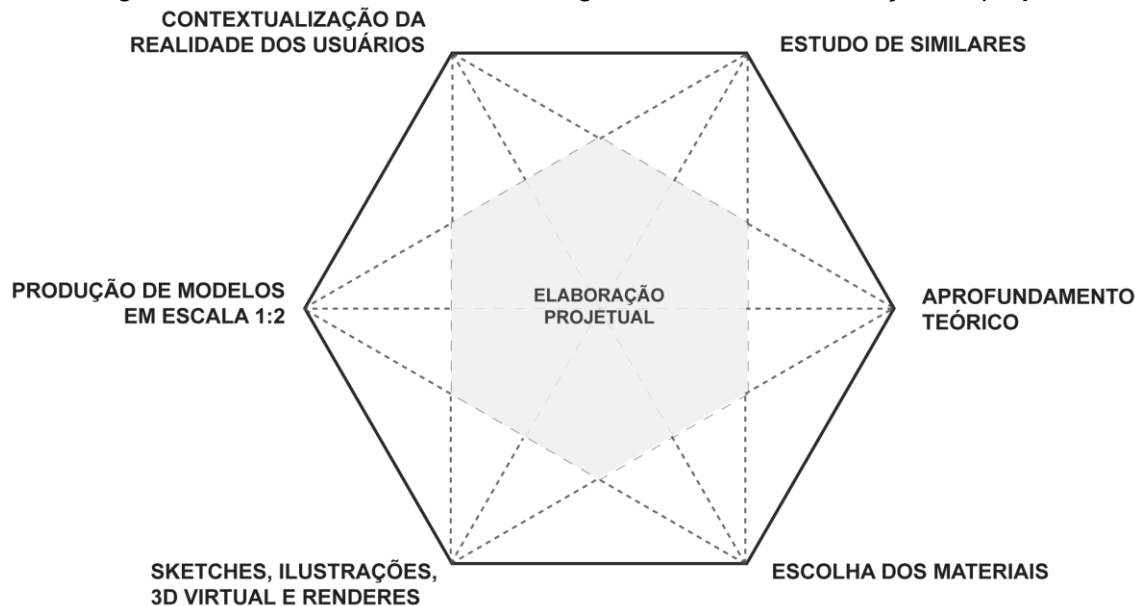 CONTEXTUALIZAÇÃO DA
REALIDADE DOS USUÁRIOS
ESTUDO DE SIMILARES
PRODUÇÃO DE MODELOS
EM ESCALA 1:2
ELABORAÇÃO
PROJETUAL
APROFUNDAMENTO
TEÓRICO
SKETCHES, ILUSTRAÇÕES,
3D VIRTUAL E RENDERES
ESCOLHA DOS MATERIAIS